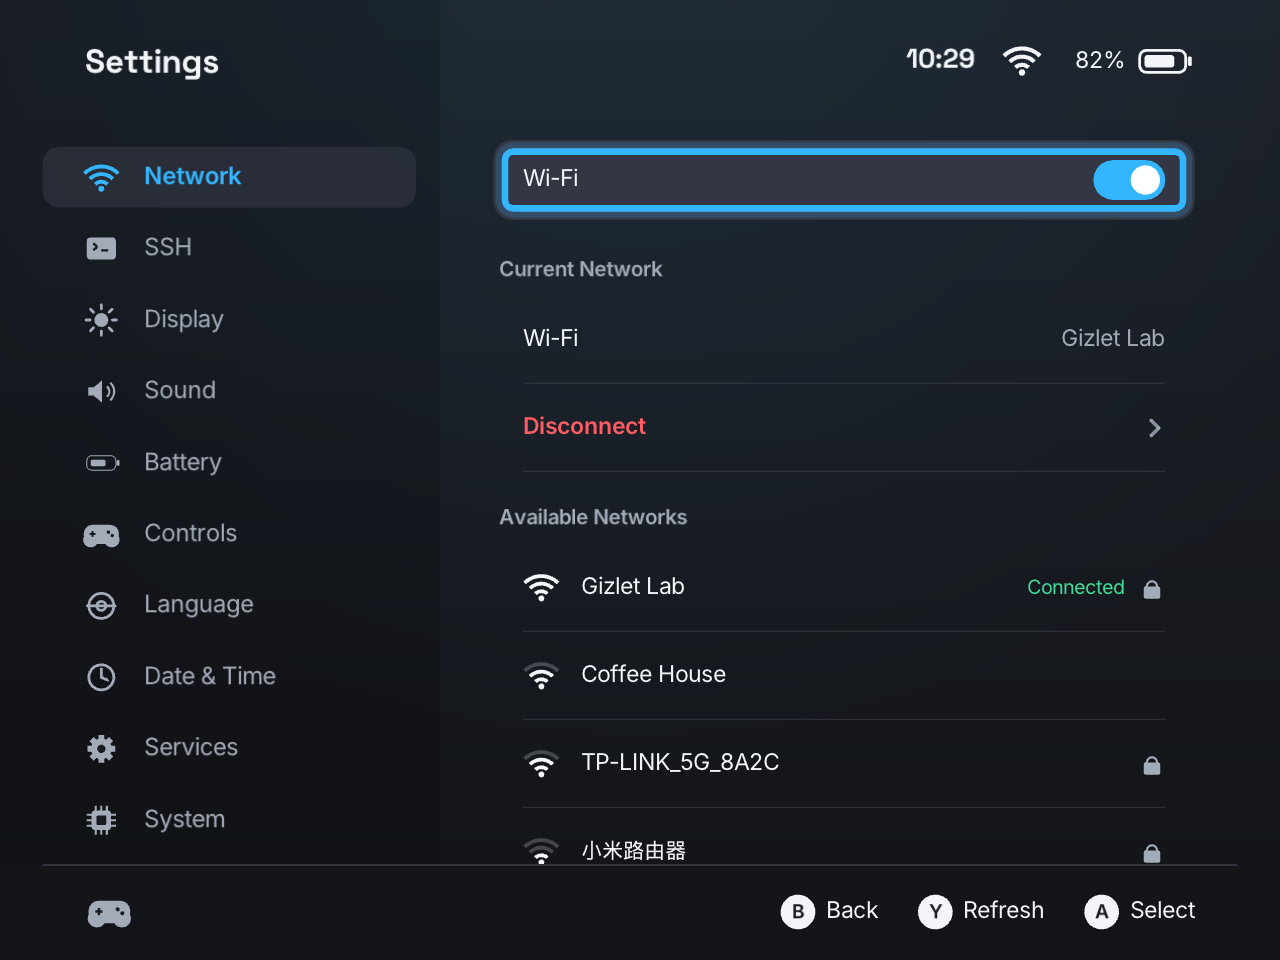 Settings
10:29
82%
Network
SSH
Display
Sound
Battery
Controls
Language
Date & Time
Services
System
Wi-Fi
Current Network
Wi-Fi Gizlet Lab
Disconnect
Available Networks
Gizlet Lab Connected
Coffee House
TP-LINK_5G_8A2C
小米路由器
B Back Y Refresh A Select